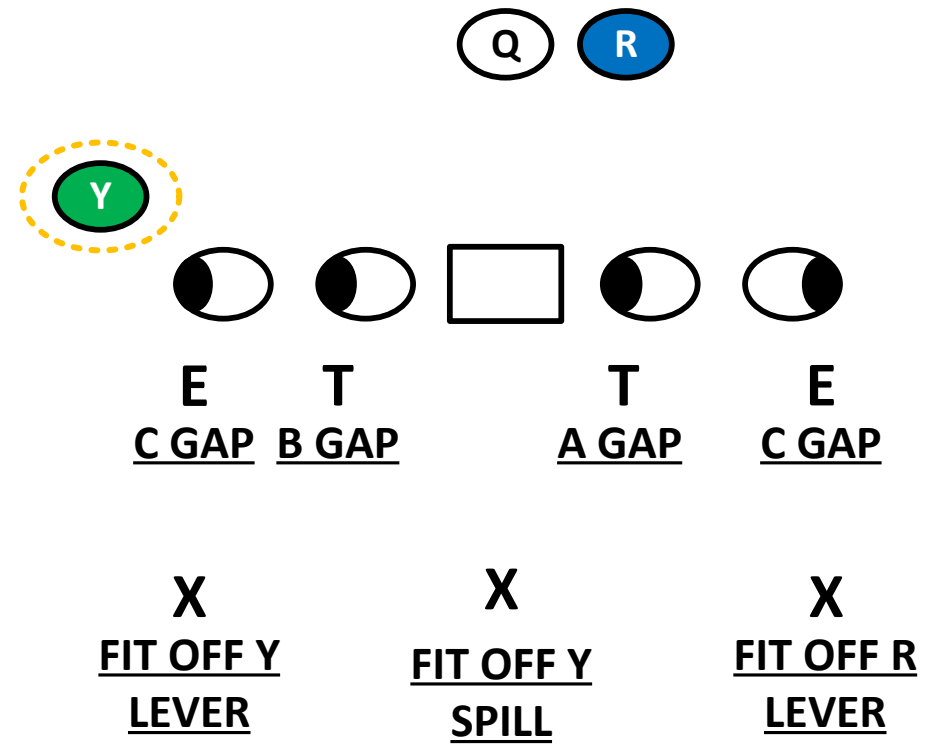 Q R
Y
E T T E
C GAP B GAP A GAP C GAP
X X X
FIT OFF Y FIT OFF Y FIT OFF R
LEVER SPILL LEVER